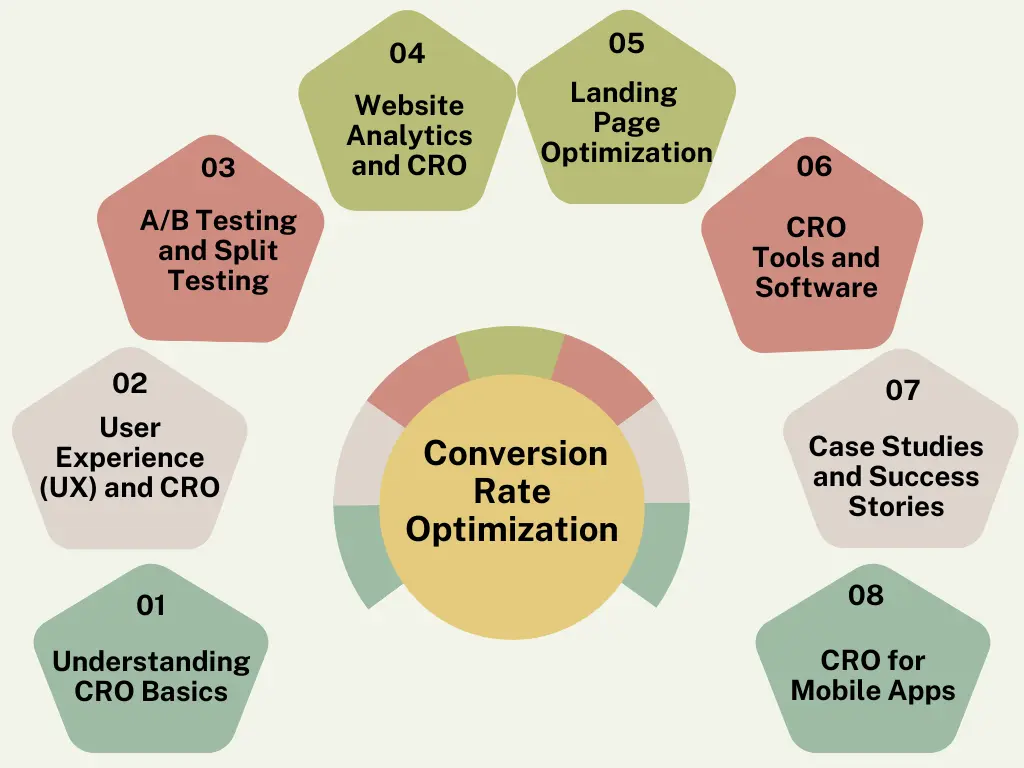 01
Understanding
CRO Basics
02
User
Experience
(UX) and CRO
03
A/B Testing
and Split
Testing
04
Website
Analytics
and CRO
05
Landing
Page
Optimization
06
CRO
Tools and
Software
07
Case Studies
and Success
Stories
08
CRO for
Mobile Apps
Conversion
Rate
Optimization